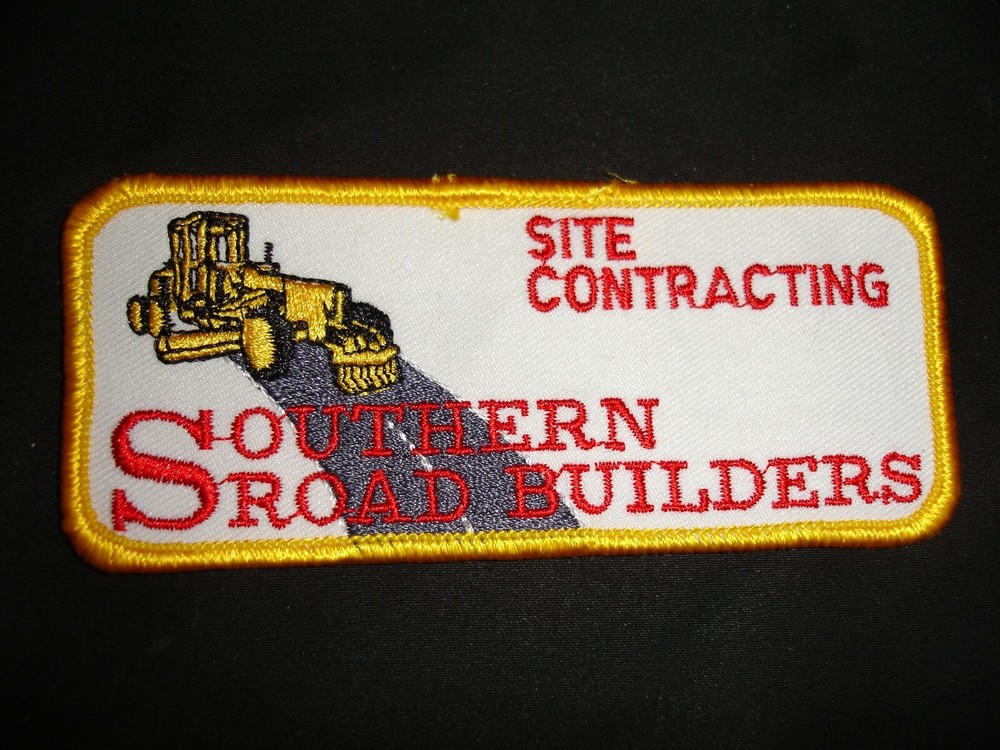 SITE
CONTRACTING
SOUTHERN
ROAD BUILDERS